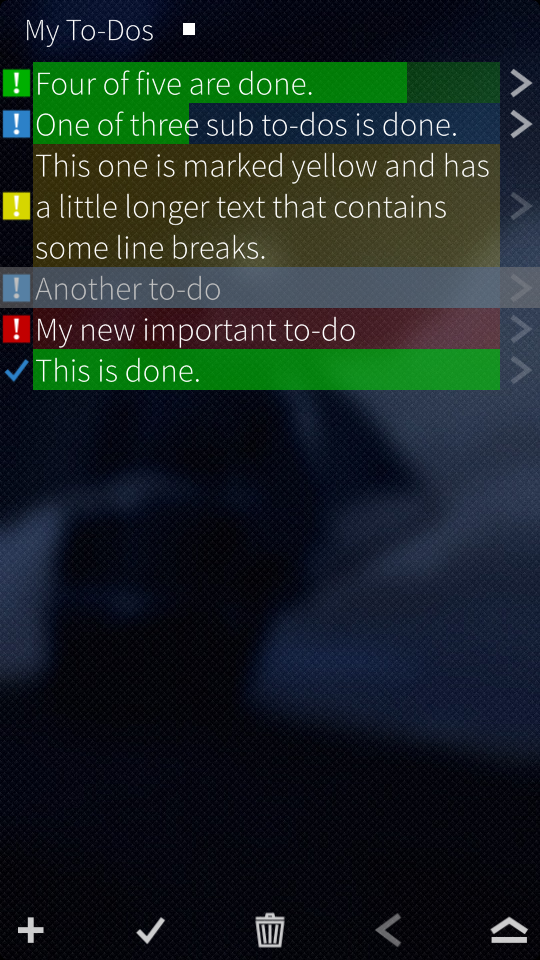 My To-Dos
Four of five are done.
One of three sub to-dos is done.
This one is marked yellow and has
a little longer text that contains
some line breaks.
Another to-do
My new important to-do
This is done.